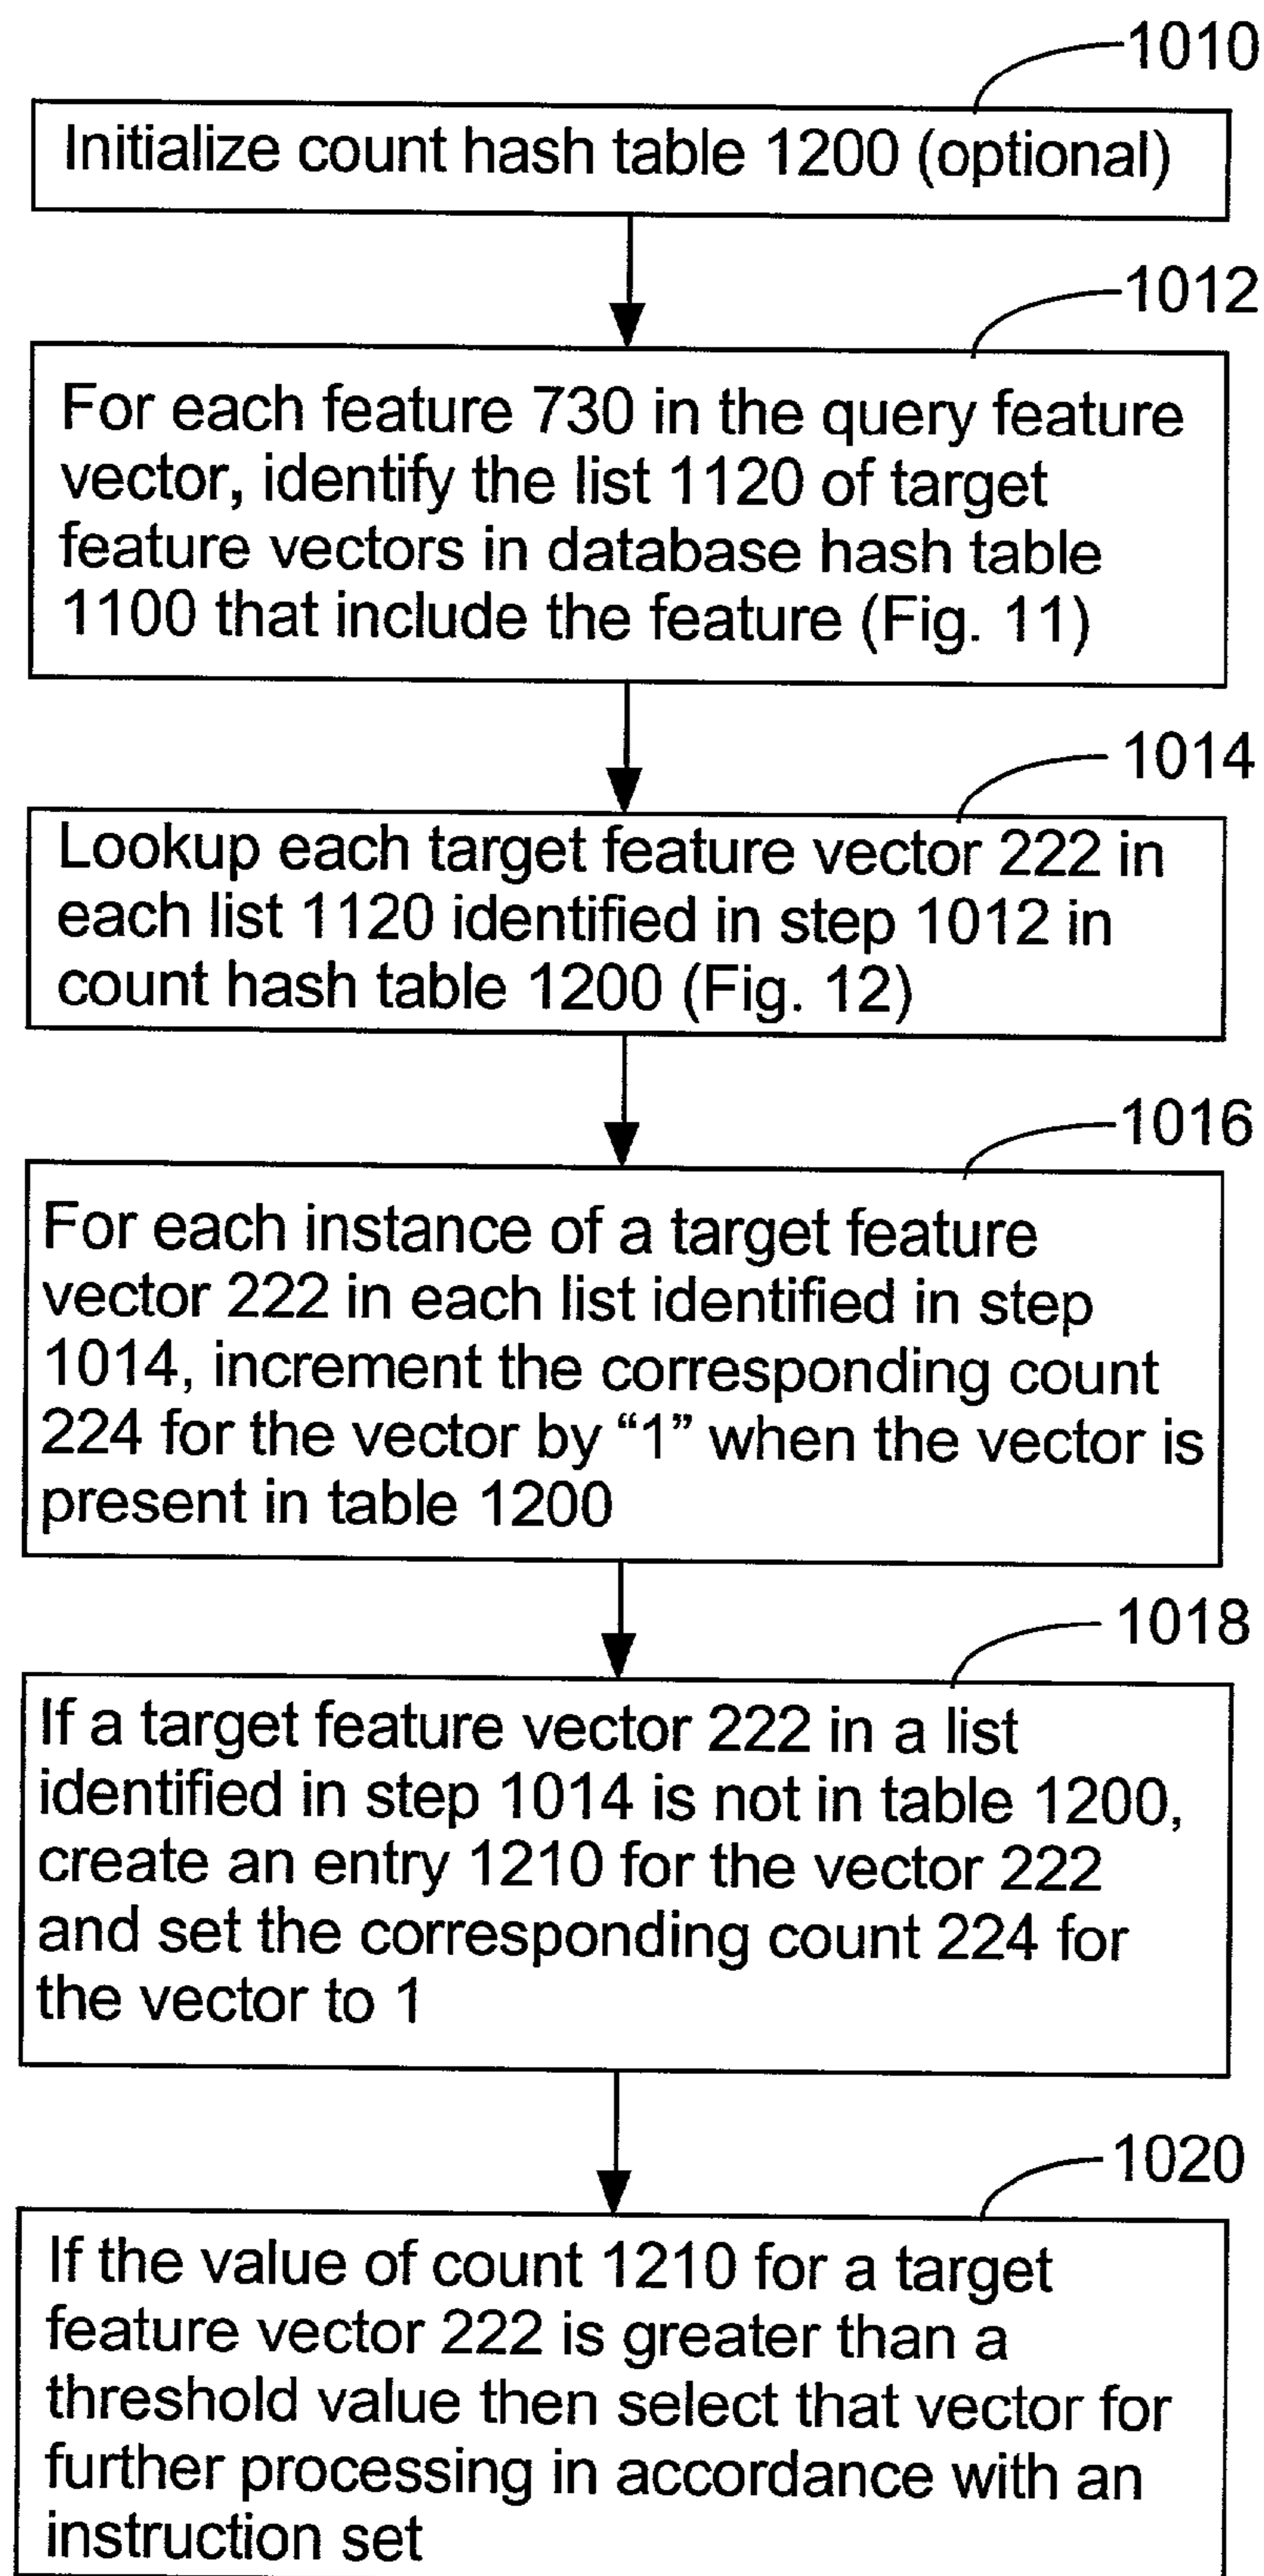 1010
Initialize count hash table 1200 (optional)
1012
For each feature 730 in the query feature
vector, identify the list 1120 of target
feature vectors in database hash table
1100 that include the feature (Fig. 11)
1014
Lookup each target feature vector 222 in
each list 1120 identified in step 1012 in
count hash table 1200 (Fig. 12)
1016
For each instance of a target feature
vector 222 in each list identified in step
1014, increment the corresponding count
224 for the vector by “1” when the vector is
present in table 1200
1018
If a target feature vector 222 in a list
identified in step 1014 is not in table 1200,
create an entry 1210 for the vector 222
and set the corresponding count 224 for
the vector to 1
1020
If the value of count 1210 for a target
feature vector 222 is greater than a
threshold value then select that vector for
further processing in accordance with an
instruction set